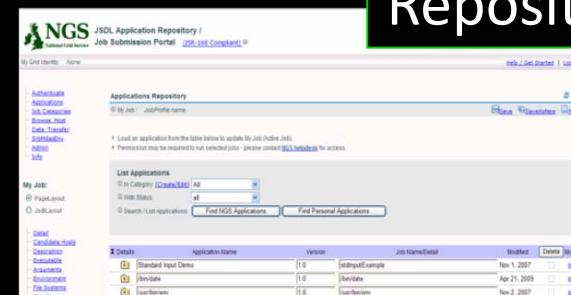 Reposit
NGS
National Grid Service
JSDL Application Repository /
Job Submission Portal (JSR-168 Compliant)
My Grid Identity: None
Help / Get Started | Lo
Authenticate
Applications
Job Categories
Browse Host
Data Transfer
Admin
Info
Applications Repository
My Job: JobProfile name
Save SaveAsNew
Load an application from the table below to update My Job (Active Job).
Permission may be required to run selected jobs - please contact NGS helpdesk for access.
List Applications
In Category: [Create/Edit] All
With Status: all
Search / List Applications: Find NGS Applications Find Personal Applications
My Job:
PageLayout
JsdlLayout
Detail
Candidate Hosts
Description
Executable
Arguments
Environment
File Systems
Details Application Name Version Job Name/Detail Modified Delete My
Standard Input Demo 1.0 stdInputExample Nov 1, 2007
/bin/date 1.0 /bin/date Apr 21, 2009
/usr/bin/env 1.0 /usr/bin/env Nov 2, 2007